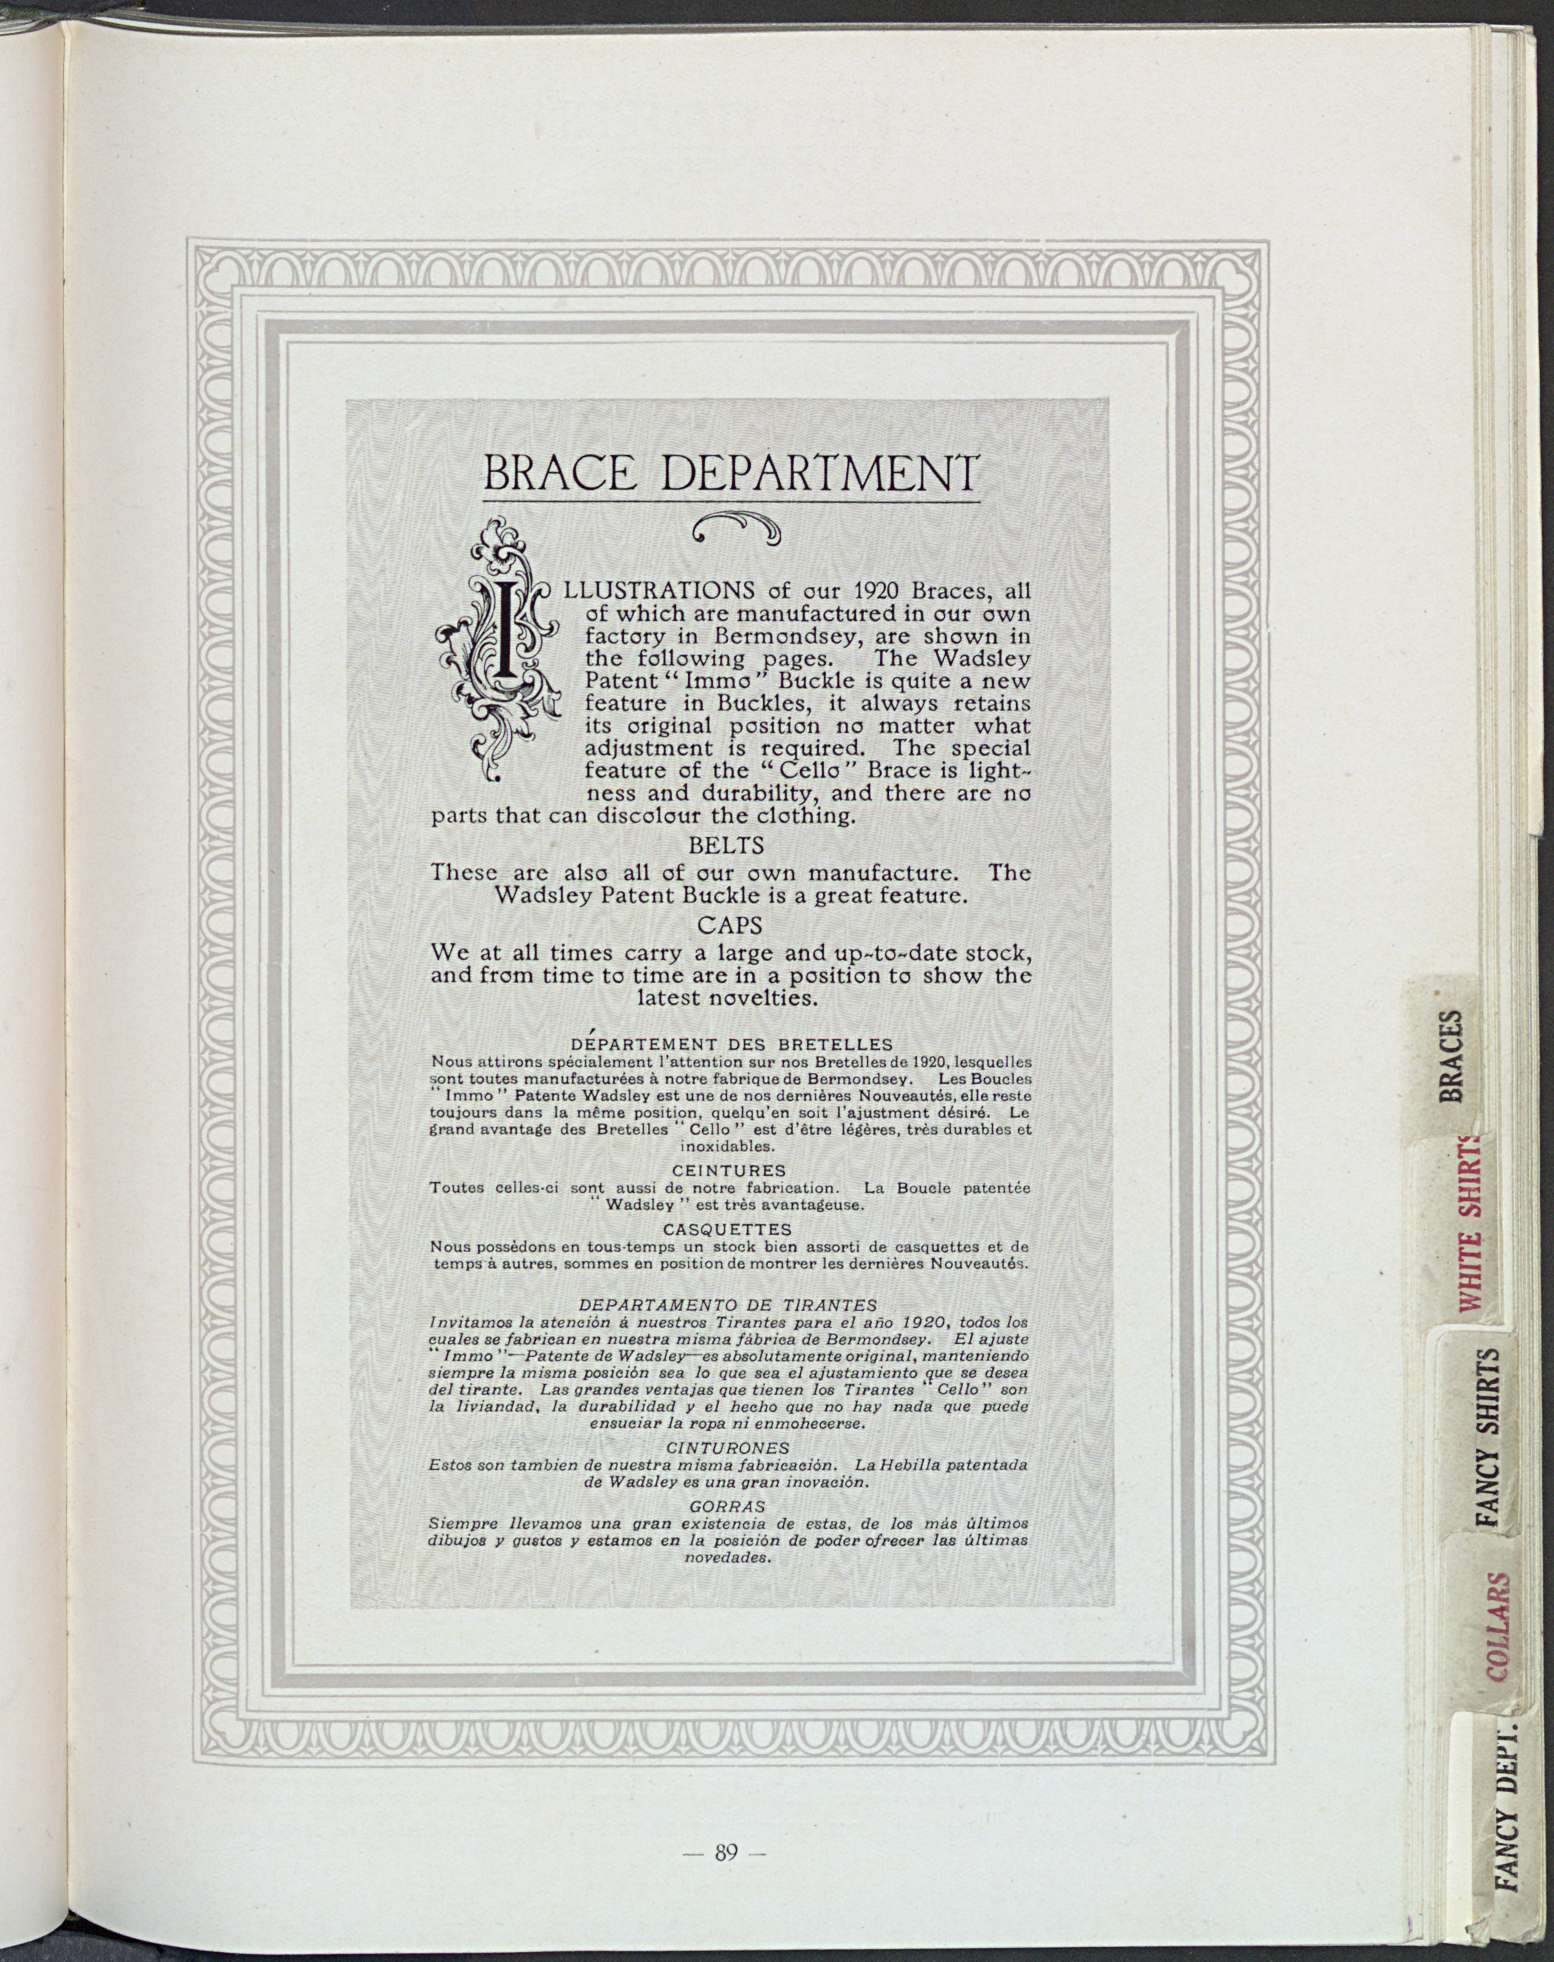 BRACE DEPARTMENT
ILLUSTRATIONS of our 1920 Braces, all
of which are manufactured in our own
factory in Bermondsey, are shown in
the following pages. The Wadsley
Patent "Immo" Buckle is quite a new
feature in Buckles, it always retains
its original position no matter what
adjustment is required. The special
feature of the "Cello" Brace is light-
ness and durability, and there are no
parts that can discolour the clothing.
BELTS
These are also all of our own manufacture. The
Wadsley Patent Buckle is a great feature.
CAPS
We at all times carry a large and up-to-date stock,
and from time to time are in a position to show the
latest novelties.
DÉPARTEMENT DES BRETELLES
Nous attirons spécialement l'attention sur nos Bretelles de 1920, lesquelles
sont toutes manufacturées à notre fabrique de Bermondsey. Les Boucles
"Immo" Patente Wadsley est une de nos dernières Nouveautés, elle reste
toujours dans la même position, quelqu'en soit l'ajustment désiré. Le
grand avantage des Bretelles "Cello" est d'être légères, très durables et
inoxidables.
CEINTURES
Toutes celles-ci sont aussi de notre fabrication. La Boucle patentée
"Wadsley" est très avantageuse.
CASQUETTES
Nous possèdons en tous-temps un stock bien assorti de casquettes et de
temps à autres, sommes en position de montrer les dernières Nouveautés.
DEPARTAMENTO DE TIRANTES
Invitamos la atención á nuestros Tirantes para el año 1920, todos los
cuales se fabrican en nuestra misma fábrica de Bermondsey. El ajuste
"Immo"—Patente de Wadsley—es absolutamente original, manteniendo
siempre la misma posición sea lo que sea el ajustamiento que se desea
del tirante. Las grandes ventajas que tienen los Tirantes "Cello" son
la liviandad, la durabilidad y el hecho que no hay nada que puede
ensuciar la ropa ni enmohecerse.
CINTURONES
Estos son tambien de nuestra misma fabricación. La Hebilla patentada
de Wadsley es una gran inovación.
GORRAS
Siempre llevamos una gran existencia de estas, de los más últimos
dibujos y gustos y estamos en la posición de poder ofrecer las últimas
novedades.
— 89 —
BRACES
WHITE SHIRTS
FANCY SHIRTS
COLLARS
FANCY DEPT.